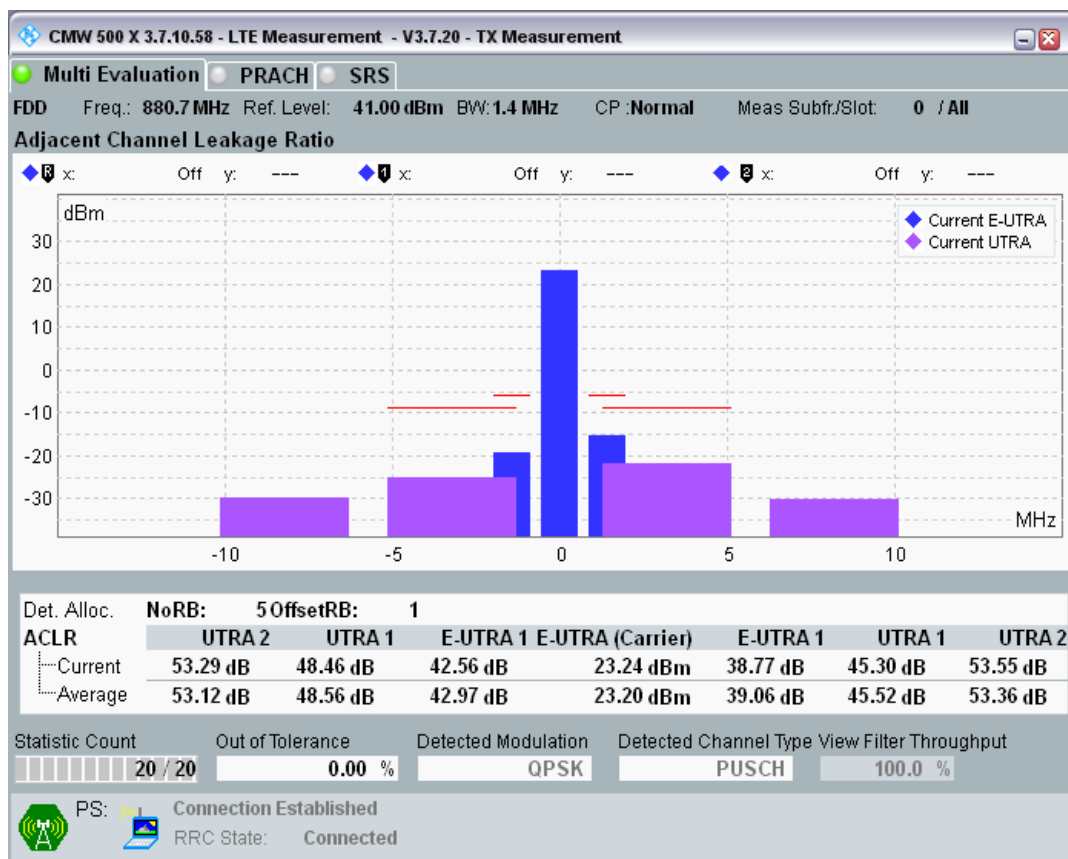 CMW 500 X 3.7.10.58 - LTE Measurement - V3.7.20 - TX Measurement
Multi Evaluation PRACH SRS
FDD Freq.: 880.7 MHz Ref. Level: 41.00 dBm BW: 1.4 MHz CP :Normal Meas Subfr./Slot: 0 / All
Adjacent Channel Leakage Ratio
R x: Off y: --- 1 x: Off y: --- 2 x: Off y: ---
dBm
Current E-UTRA
Current UTRA
30
20
10
0
-10
-20
-30
MHz
-10 -5 0 5 10
Det. Alloc. NoRB: 5 OffsetRB: 1
ACLR UTRA 2 UTRA 1 E-UTRA 1 E-UTRA (Carrier) E-UTRA 1 UTRA 1 UTRA 2
Current 53.29 dB 48.46 dB 42.56 dB 23.24 dBm 38.77 dB 45.30 dB 53.55 dB
Average 53.12 dB 48.56 dB 42.97 dB 23.20 dBm 39.06 dB 45.52 dB 53.36 dB
Statistic Count Out of Tolerance Detected Modulation Detected Channel Type View Filter Throughput
20 / 20 0.00 % QPSK PUSCH 100.0 %
PS: Connection Established
RRC State: Connected